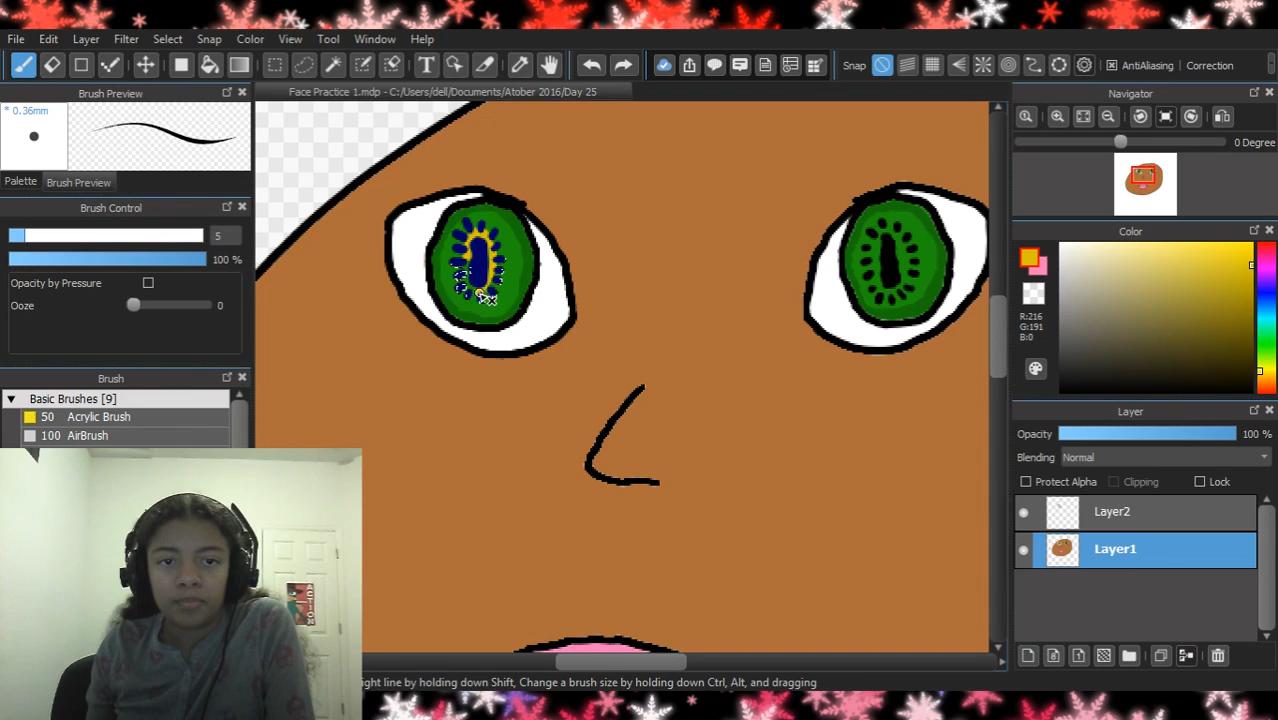 File Edit Layer Filter Select Snap Color View Tool Window Help
T Snap AntiAliasing Correction
Brush Preview
Face Practice 1.mdp - C:/Users/dell/Documents/Atober 2016/Day 25
Navigator
* 0.36mm
0 Degree
Palette Brush Preview
Brush Control
5
100 %
Opacity by Pressure
Ooze 0
Color
R:216
G:191
B:0
Brush
Basic Brushes [9]
50 Acrylic Brush
100 AirBrush
Layer
Opacity 100 %
Blending Normal
Protect Alpha Clipping Lock
Layer2
Layer1
8 1
ACTION
ight line by holding down Shift, Change a brush size by holding down Ctrl, Alt, and dragging